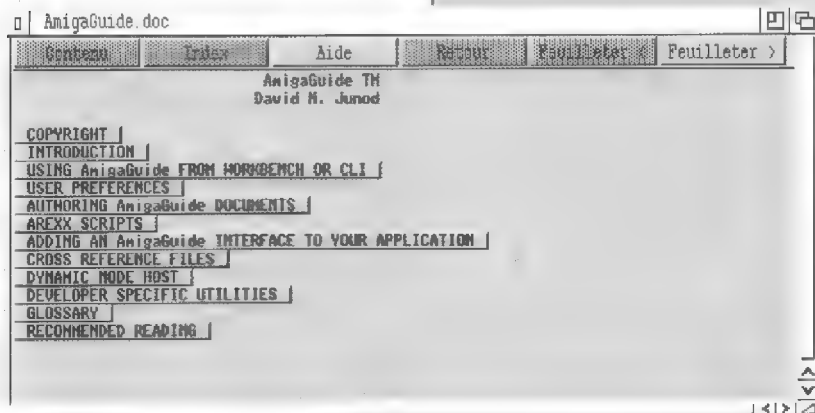 AmigaGuide.doc
Contenu Index Aide Retour Feuilleter < Feuilleter >
AmigaGuide TM
David N. Junod
COPYRIGHT
INTRODUCTION
USING AmigaGuide FROM WORKBENCH OR CLI
USER PREFERENCES
AUTHORING AmigaGuide DOCUMENTS
AREXX SCRIPTS
ADDING AN AmigaGuide INTERFACE TO YOUR APPLICATION
CROSS REFERENCE FILES
DYNAMIC NODE HOST
DEVELOPER SPECIFIC UTILITIES
GLOSSARY
RECOMMENDED READING